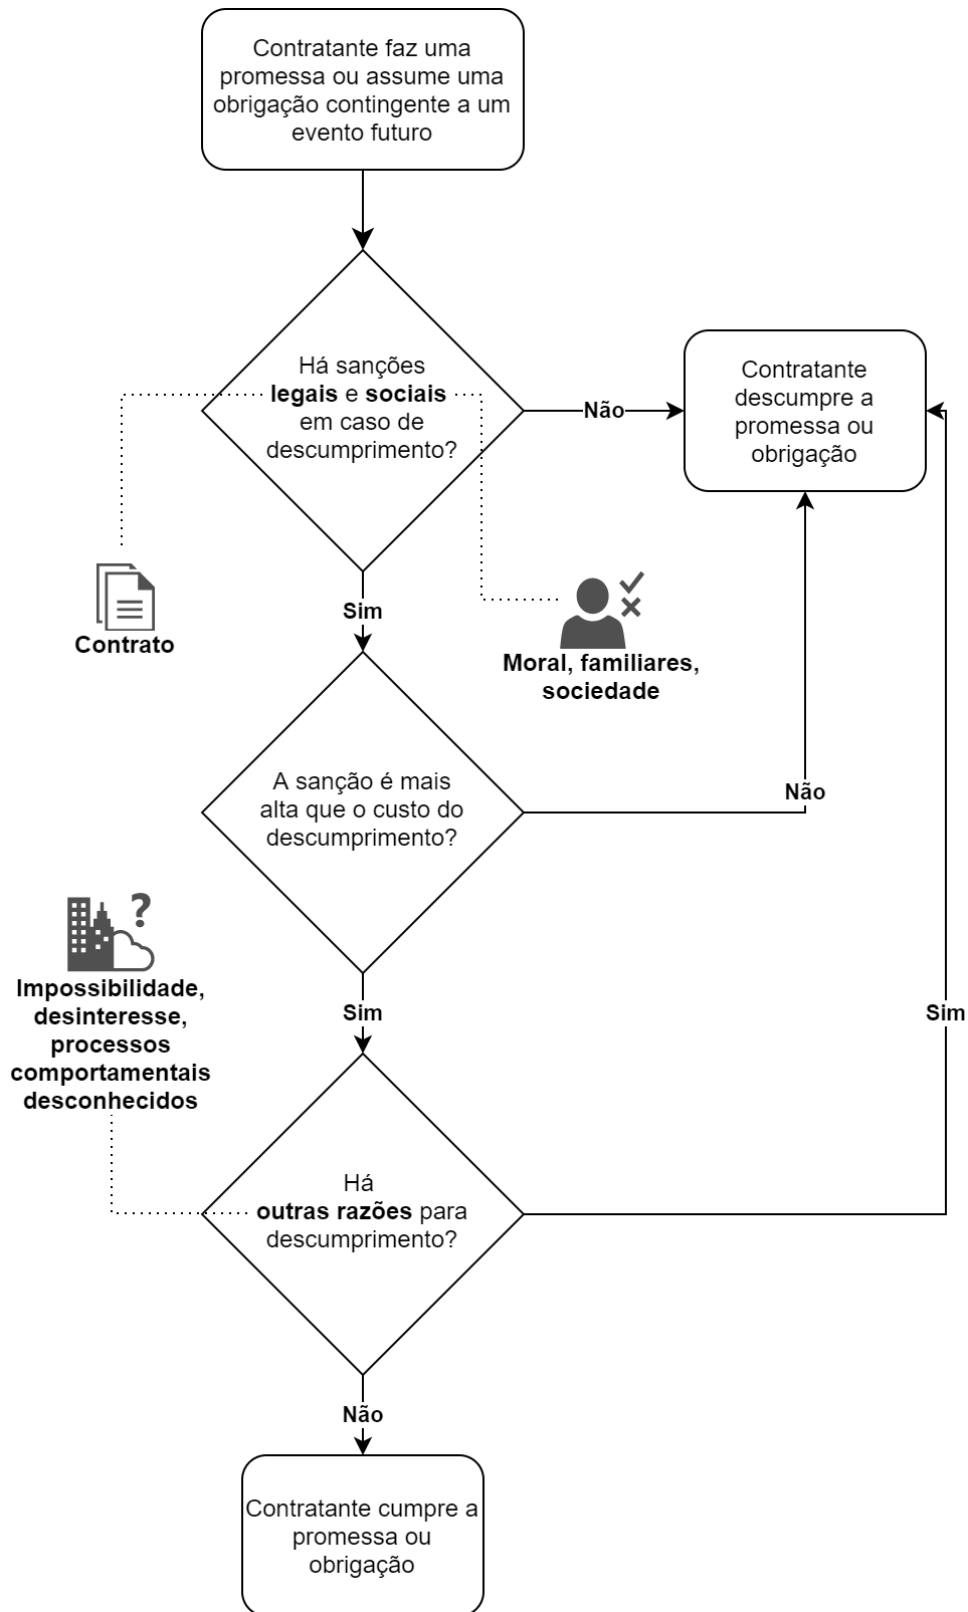 Contratante faz uma
promessa ou assume uma
obrigação contingente a um
evento futuro
Há sanções
legais e sociais
em caso de
descumprimento?
Não
Contratante
descumpre a
promessa ou
obrigação
Contrato
Sim
Moral, familiares,
sociedade
A sanção é mais
alta que o custo do
descumprimento?
Não
?
Impossibilidade,
desinteresse,
processos
comportamentais
desconhecidos
Sim
Sim
Há
outras razões para
descumprimento?
Não
Contratante cumpre a
promessa ou
obrigação